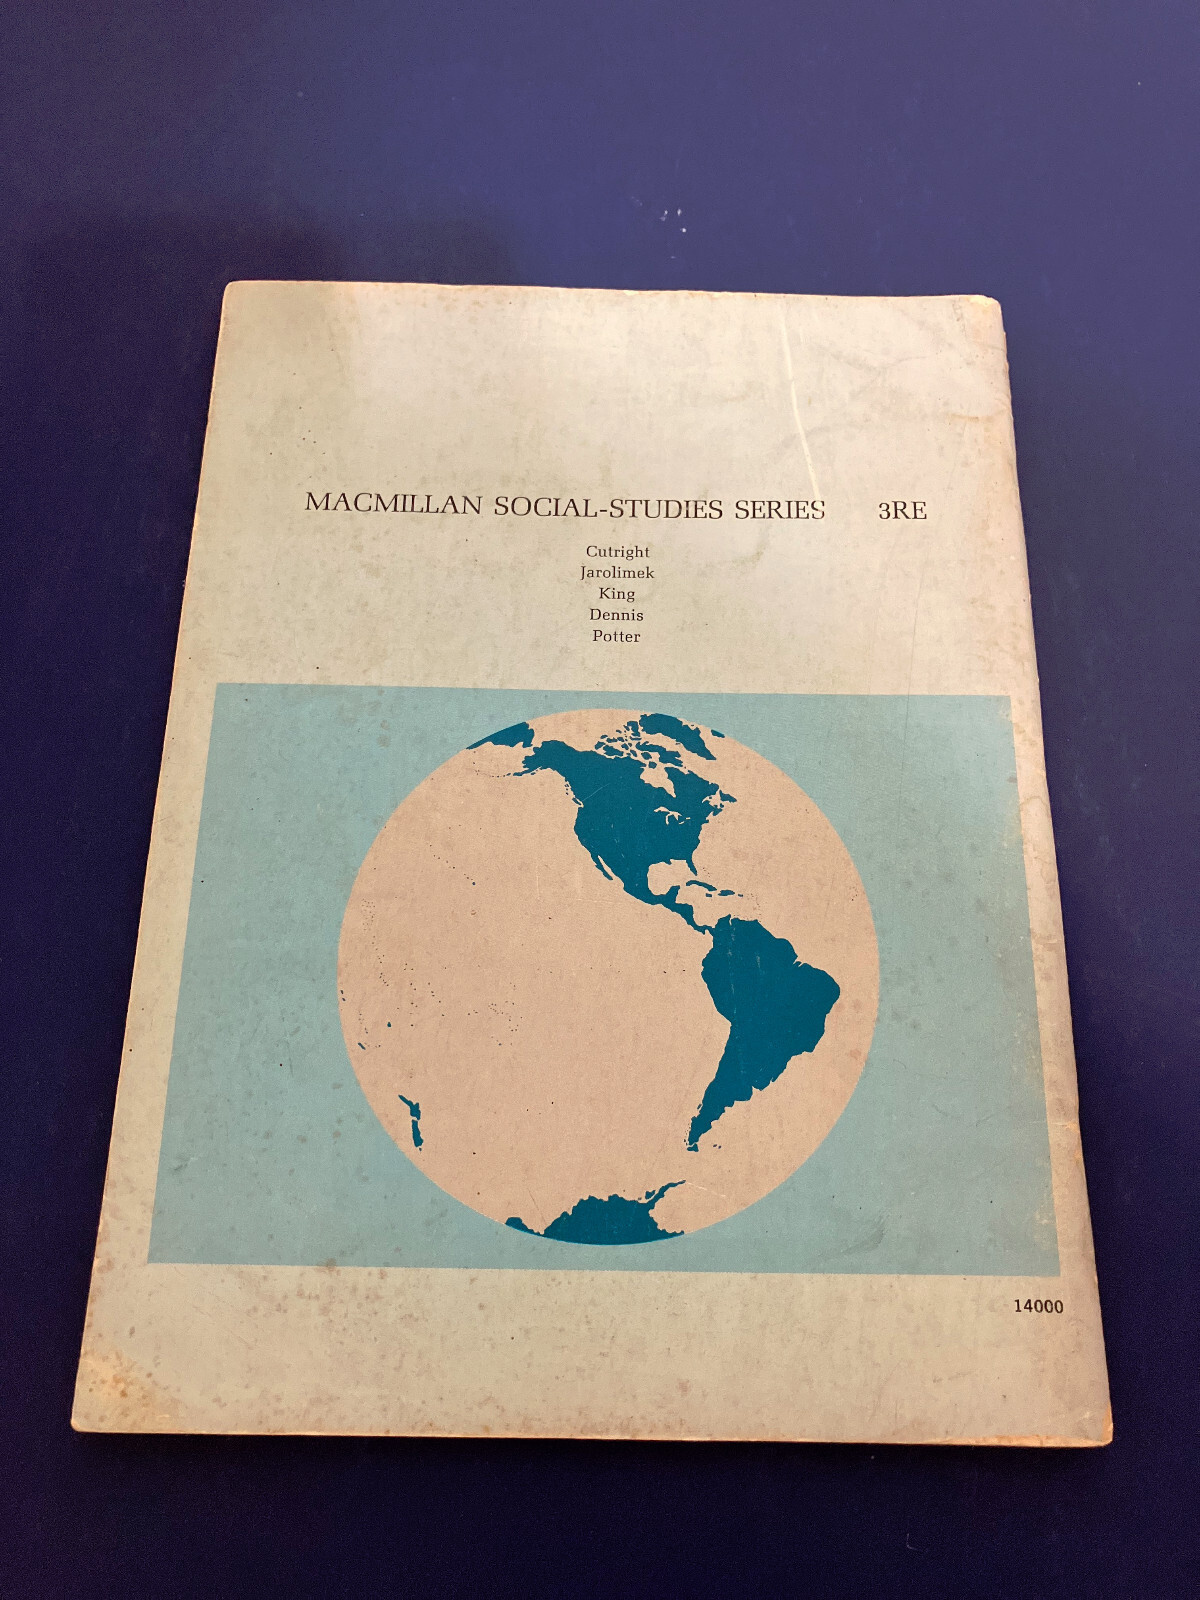 MACMILLAN SOCIAL-STUDIES SERIES 3RE
Cutright
Jarolimek
King
Dennis
Potter
14000